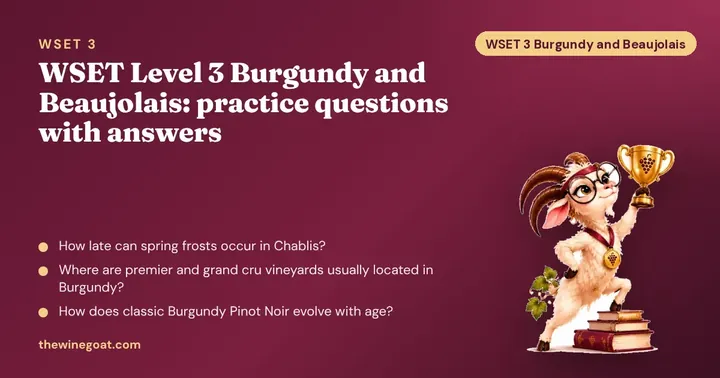 WSET 3
WSET 3 Burgundy and Beaujolais
WSET Level 3 Burgundy and
Beaujolais: practice questions
with answers
How late can spring frosts occur in Chablis?
Where are premier and grand cru vineyards usually located in
Burgundy?
How does classic Burgundy Pinot Noir evolve with age?
thewinegoat.com